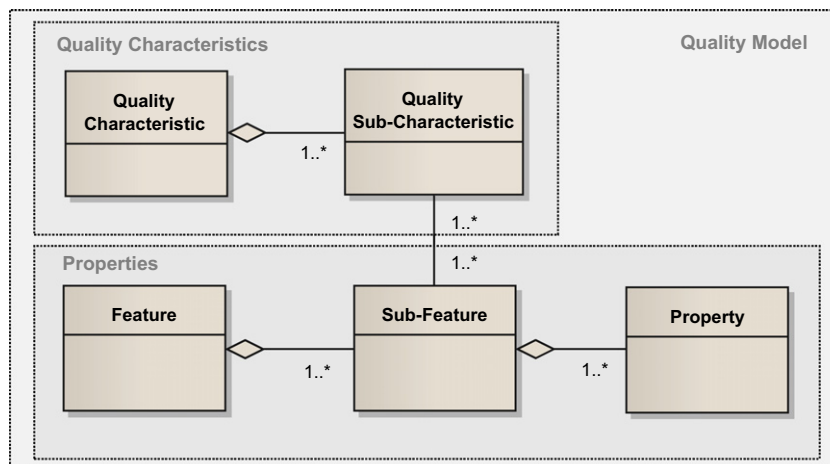 Quality Characteristics
Quality Model
Quality
Characteristic
Quality
Sub-Characteristic
1..*
1..*
1..*
Properties
Feature
Sub-Feature
Property
1..*
1..*